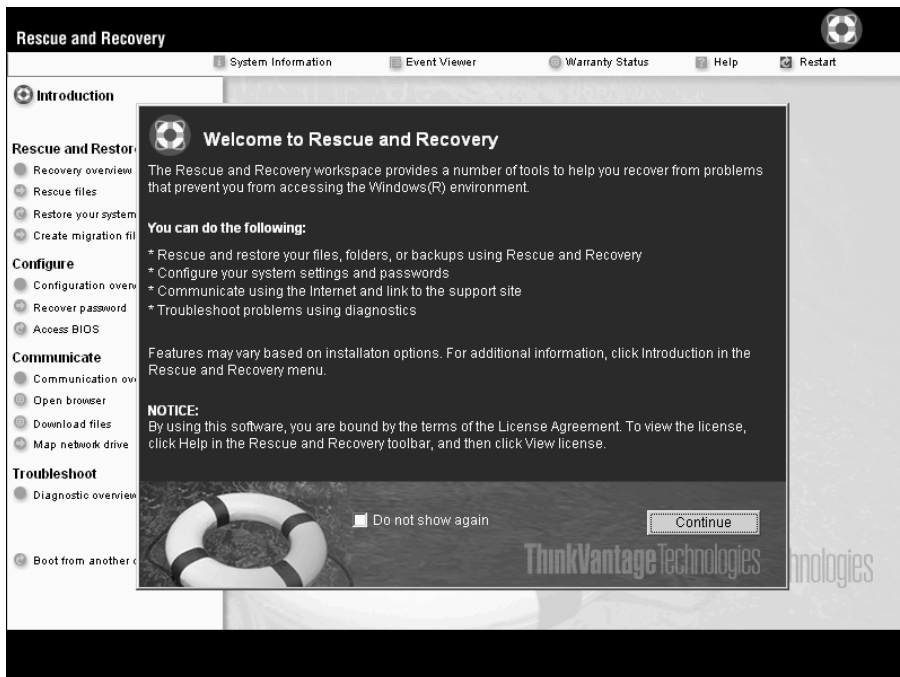 Rescue and Recovery
System Information
Event Viewer
Warranty Status
Help
Restart
Introduction
Rescue and Restor
Recovery overview
Rescue files
Restore your system
Create migration fil
Configure
Configuration overv
Recover password
Access BIOS
Communicate
Communication ov
Open browser
Download files
Map network drive
Troubleshoot
Diagnostic overview
Boot from another
Welcome to Rescue and Recovery
The Rescue and Recovery workspace provides a number of tools to help you recover from problems
that prevent you from accessing the Windows(R) environment.
You can do the following:
* Rescue and restore your files, folders, or backups using Rescue and Recovery
* Configure your system settings and passwords
* Communicate using the Internet and link to the support site
* Troubleshoot problems using diagnostics
Features may vary based on installaton options. For additional information, click Introduction in the
Rescue and Recovery menu.
NOTICE:
By using this software, you are bound by the terms of the License Agreement. To view the license,
click Help in the Rescue and Recovery toolbar, and then click View license.
Do not show again
Continue
ThinkVantage Technologies
hnologies